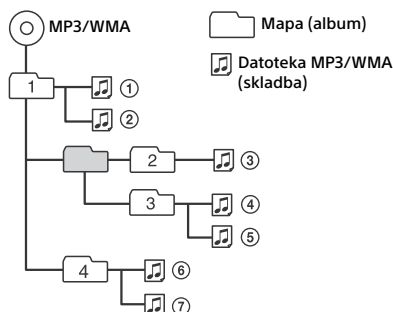 MP3/WMA
Mapa (album)
Datoteka MP3/WMA
(skladba)
1
①
②
2
③
3
④
⑤
4
⑥
⑦